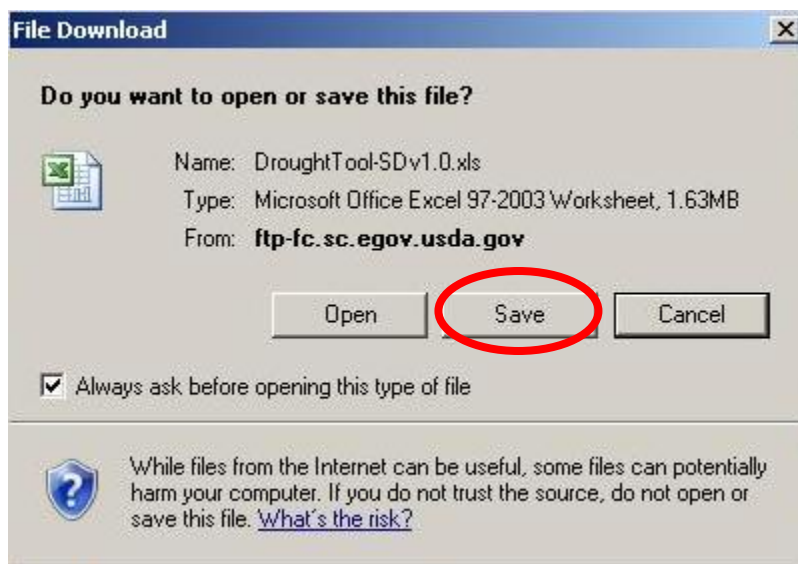 File Download
Do you want to open or save this file?
Name: DroughtTool-SDv1.0.xls
Type: Microsoft Office Excel 97-2003 Worksheet, 1.63MB
From: ftp-fc.sc.egov.usda.gov
Open Save Cancel
Always ask before opening this type of file
While files from the Internet can be useful, some files can potentially
harm your computer. If you do not trust the source, do not open or
save this file. What's the risk?